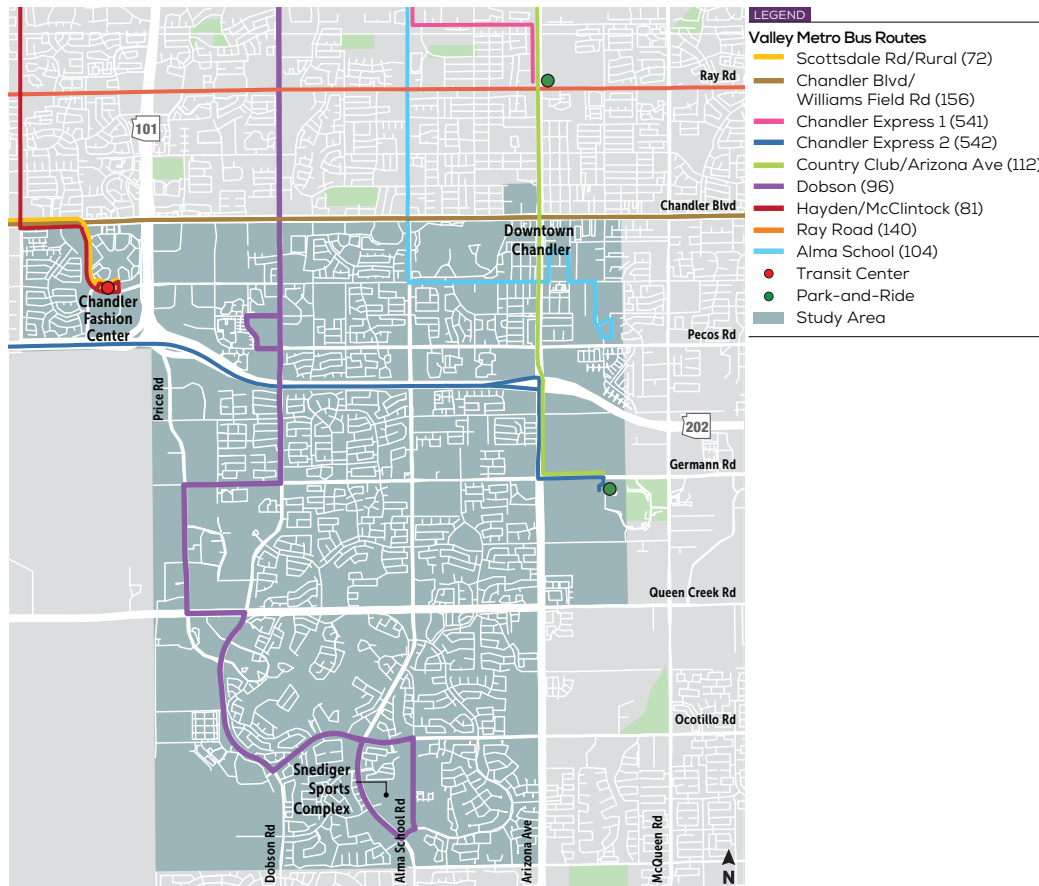 LEGEND
Valley Metro Bus Routes
Scottsdale Rd/Rural (72)
Chandler Blvd/
Williams Field Rd (156)
Chandler Express 1 (541)
Chandler Express 2 (542)
Country Club/Arizona Ave (112)
Dobson (96)
Hayden/McClintock (81)
Ray Road (140)
Alma School (104)
Transit Center
Park-and-Ride
Study Area
Ray Rd
101
Chandler Blvd
Downtown
Chandler
Chandler
Fashion
Center
Pecos Rd
Price Rd
202
Germann Rd
Queen Creek Rd
Ocotillo Rd
Snediger
Sports
Complex
Dobson Rd
Alma School Rd
Arizona Ave
McQueen Rd
N